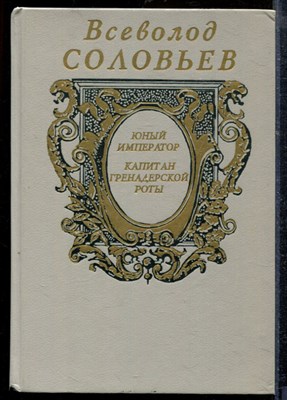 Всеволод
СОЛОВЬЕВ
ЮНЫЙ
ИМПЕРАТОР
КАПИТАН
ГРЕНАДЕРСКОЙ
РОТЫ